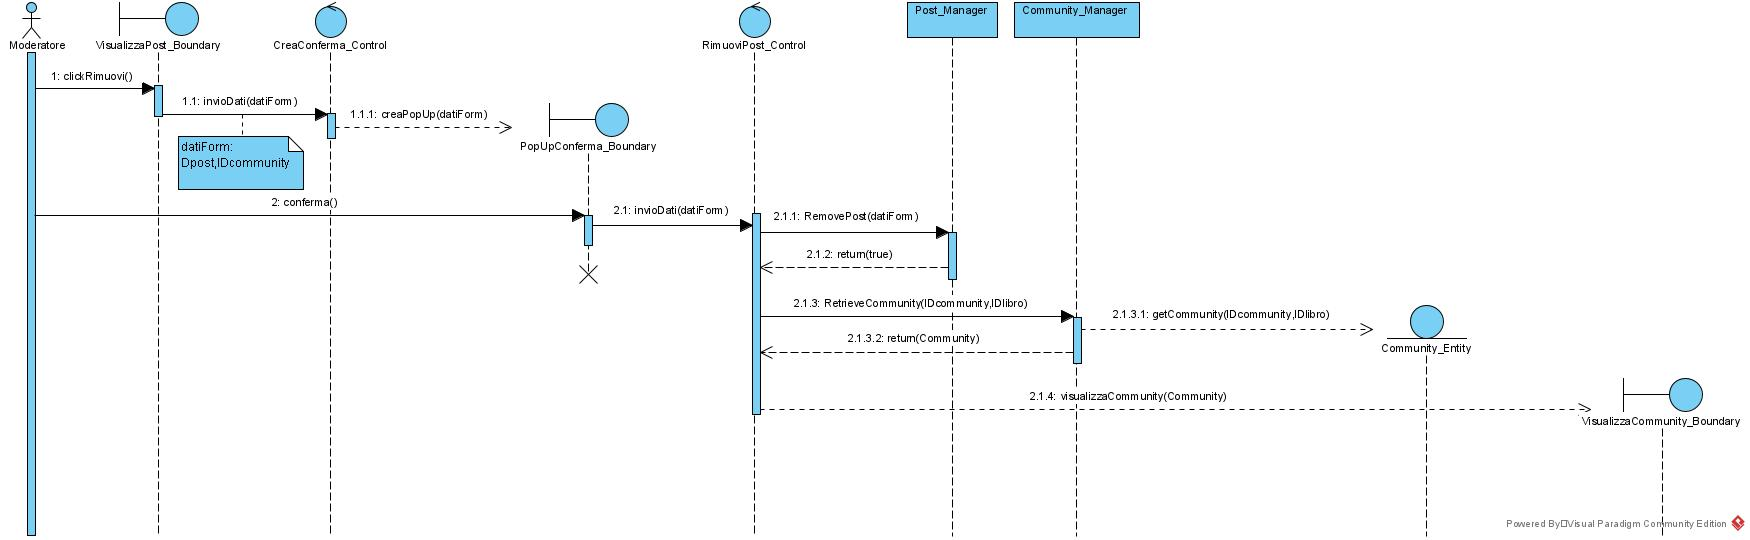 Post_Manager
Community_Manager
Moderatore
VisualizzaPost_Boundary
CreaConferma_Control
RimuoviPost_Control
1: clickRimuovi()
1.1: invioDati(datiForm)
1.1.1: creaPopUp(datiForm)
datiForm:
Dpost,IDcommunity
PopUpConferma_Boundary
2: conferma()
2.1: invioDati(datiForm)
2.1.1: RemovePost(datiForm)
2.1.2: return(true)
2.1.3: RetrieveCommunity(IDcommunity,IDlibro)
2.1.3.1: getCommunity(IDcommunity,IDlibro)
2.1.3.2: return(Community)
Community_Entity
2.1.4: visualizzaCommunity(Community)
VisualizzaCommunity_Boundary
Powered By□Visual Paradigm Community Edition